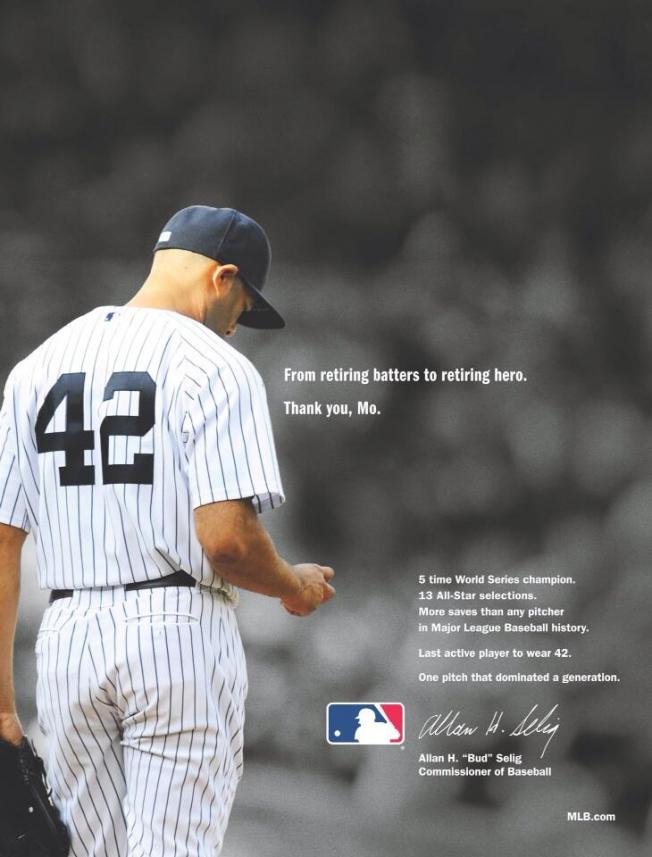 From retiring batters to retiring hero.
Thank you, Mo.
42
5 time World Series champion.
13 All-Star selections.
More saves than any pitcher
in Major League Baseball history.
Last active player to wear 42.
One pitch that dominated a generation.
Allan H. Selig
Allan H. “Bud” Selig
Commissioner of Baseball
MLB.com